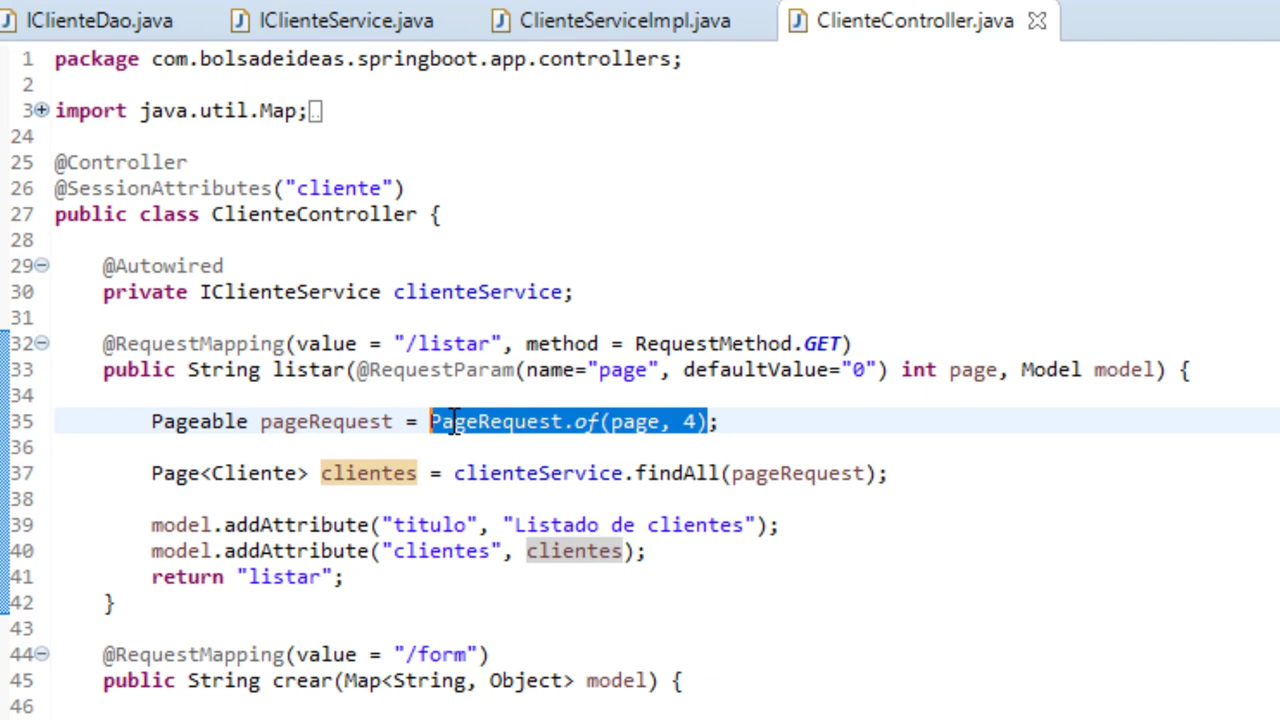 IClienteDao.java IClienteService.java ClienteServiceImpl.java ClienteController.java
1 package com.bolsadeideas.springboot.app.controllers;
2
3 import java.util.Map;
24
25 @Controller
26 @SessionAttributes("cliente")
27 public class ClienteController {
28
29 @Autowired
30 private IClienteService clienteService;
31
32 @RequestMapping(value = "/listar", method = RequestMethod.GET)
33 public String listar(@RequestParam(name="page", defaultValue="0") int page, Model model) {
34
35 Pageable pageRequest = PageRequest.of(page, 4);
36
37 Page<Cliente> clientes = clienteService.findAll(pageRequest);
38
39 model.addAttribute("titulo", "Listado de clientes");
40 model.addAttribute("clientes", clientes);
41 return "listar";
42 }
43
44 @RequestMapping(value = "/form")
45 public String crear(Map<String, Object> model) {
46